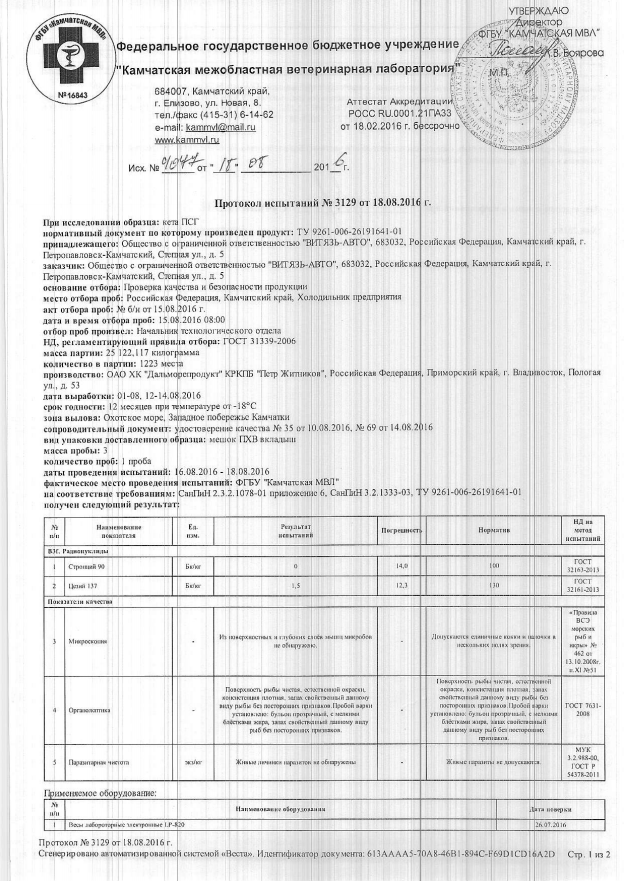 УТВЕРЖДАЮ
Директор
ФГБУ "КАМЧАТСКАЯ МВЛ"
К.В. Боярова
М.П.
ФГБУ «Камчатская МВЛ»
№ 16843
Федеральное государственное бюджетное учреждение
"Камчатская межобластная ветеринарная лаборатория"
684007, Камчатский край,
г. Елизово, ул. Новая, 8.
тел./факс (415-31) 6-14-62
e-mail: kammvl@mail.ru
www.kammvl.ru
Аттестат Аккредитации
РОСС RU.0001.21ПА33
от 18.02.2016 г. бессрочно
Исх. № 9047 от " 18 " 08 2016 г.
Протокол испытаний № 3129 от 18.08.2016 г.
При исследовании образца: кета ПСГ
нормативный документ по которому произведен продукт: ТУ 9261-006-26191641-01
принадлежащего: Общество с ограниченной ответственностью "ВИТЯЗЬ-АВТО", 683032, Российская Федерация, Камчатский край, г.
Петропавловск-Камчатский, Степная ул., д. 5
заказчик: Общество с ограниченной ответственностью "ВИТЯЗЬ-АВТО", 683032, Российская Федерация, Камчатский край, г.
Петропавловск-Камчатский, Степная ул., д. 5
основание отбора: Проверка качества и безопасности продукции
место отбора проб: Российская Федерация, Камчатский край, Холодильник предприятия
акт отбора проб: № б/н от 15.08.2016 г.
дата и время отбора проб: 15.08.2016 08:00
отбор проб произвел: Начальник технологического отдела
НД, регламентирующий правила отбора: ГОСТ 31339-2006
масса партии: 25 122,117 килограмма
количество в партии: 1223 места
производство: ОАО ХК "Дальморепродукт" КРКПБ "Петр Житников", Российская Федерация, Приморский край, г. Владивосток, Пологая
ул., д. 53
дата выработки: 01-08, 12-14.08.2016
срок годности: 12 месяцев при температуре от -18°С
зона вылова: Охотское море, Западное побережье Камчатки
сопроводительный документ: удостоверение качества № 35 от 10.08.2016, № 69 от 14.08.2016
вид упаковки доставленного образца: мешок ПХВ вкладыш
масса пробы: 3
количество проб: 1 проба
даты проведения испытаний: 16.08.2016 - 18.08.2016
фактическое место проведения испытаний: ФГБУ "Камчатская МВЛ"
на соответствие требованиям: СанПиН 2.3.2.1078-01 приложение 6, СанПиН 3.2.1333-03, ТУ 9261-006-26191641-01
получен следующий результат:
№ п/п Наименование показателя Ед. изм. Результат испытаний Погрешность Норматив НД на метод испытаний
ВЗГ. Радионуклиды
1 Стронций 90 Бк/кг 0 14,0 100 ГОСТ 32163-2013
2 Цезий 137 Бк/кг 1,5 12,3 130 ГОСТ 32161-2013
Показатели качества
3 Микроскопия - Из поверхностных и глубоких слоев мышц микробов не обнаружено. - Допускаются единичные кокки и палочки в нескольких полях зрения. «Правила ВСЭ морских рыб и икры» № 462 от 13.10.2008г. п.XI №51
4 Органолептика - Поверхность рыбы чистая, естественной окраски, консистенция плотная, запах свойственный данному виду рыбы без посторонних признаков.Пробой варки установлено: бульон прозрачный, с мелкими блёстками жира, запах свойственный данному виду рыб без посторонних признаков. - Поверхность рыбы чистая, естественной окраски, консистенция плотная, запах свойственный данному виду рыбы без посторонних признаков.Пробой варки установлено: бульон прозрачный, с мелкими блёстками жира, запах свойственный данному виду рыб без посторонних признаков. ГОСТ 7631-2008
5 Паразитарная чистота экз/кг Живые личинки паразитов не обнаружены - Живые паразиты не допускаются. МУК 3.2.988-00, ГОСТ Р 54378-2011
Применяемое оборудование:
№ п/п Наименование оборудования Дата поверки
1 Весы лабораторные электронные LP-820 26.07.2016
Протокол № 3129 от 18.08.2016 г.
Сгенерировано автоматизированной системой «Веста». Идентификатор документа: 613AAAA5-70A8-46B1-894C-F69D1CD16A2D Стр. 1 из 2